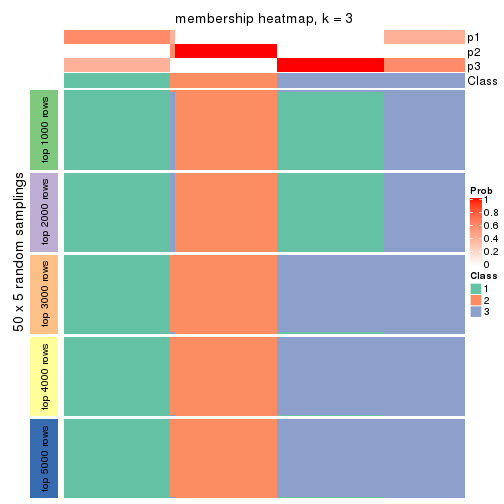 membership heatmap, k = 3
p1
p2
p3
Class
50 x 5 random samplings
top 1000 rows
top 2000 rows
top 3000 rows
top 4000 rows
top 5000 rows
Prob
1
0.8
0.6
0.4
0.2
0
Class
1
2
3